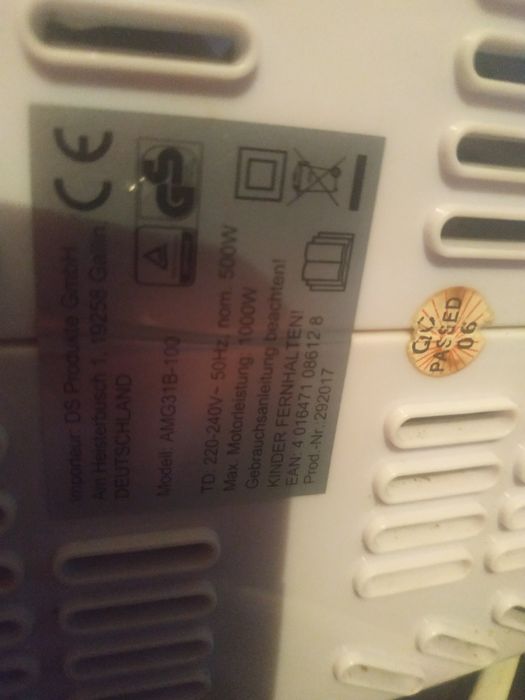 Importeur: DS Produkte GmbH
Am Heisterbusch 1, 19258 Gallin
DEUTSCHLAND
Modell: AMG31B-100
TD. 220-240V~ 50Hz, nom. 500W
Max. Motorleistung: 1000W
Gebrauchsanleitung beachten!
KINDER FERNHALTEN!
EAN: 4 016471 08612 8
Prod.-Nr.:292017
CE
GS
QC
PASSED
06